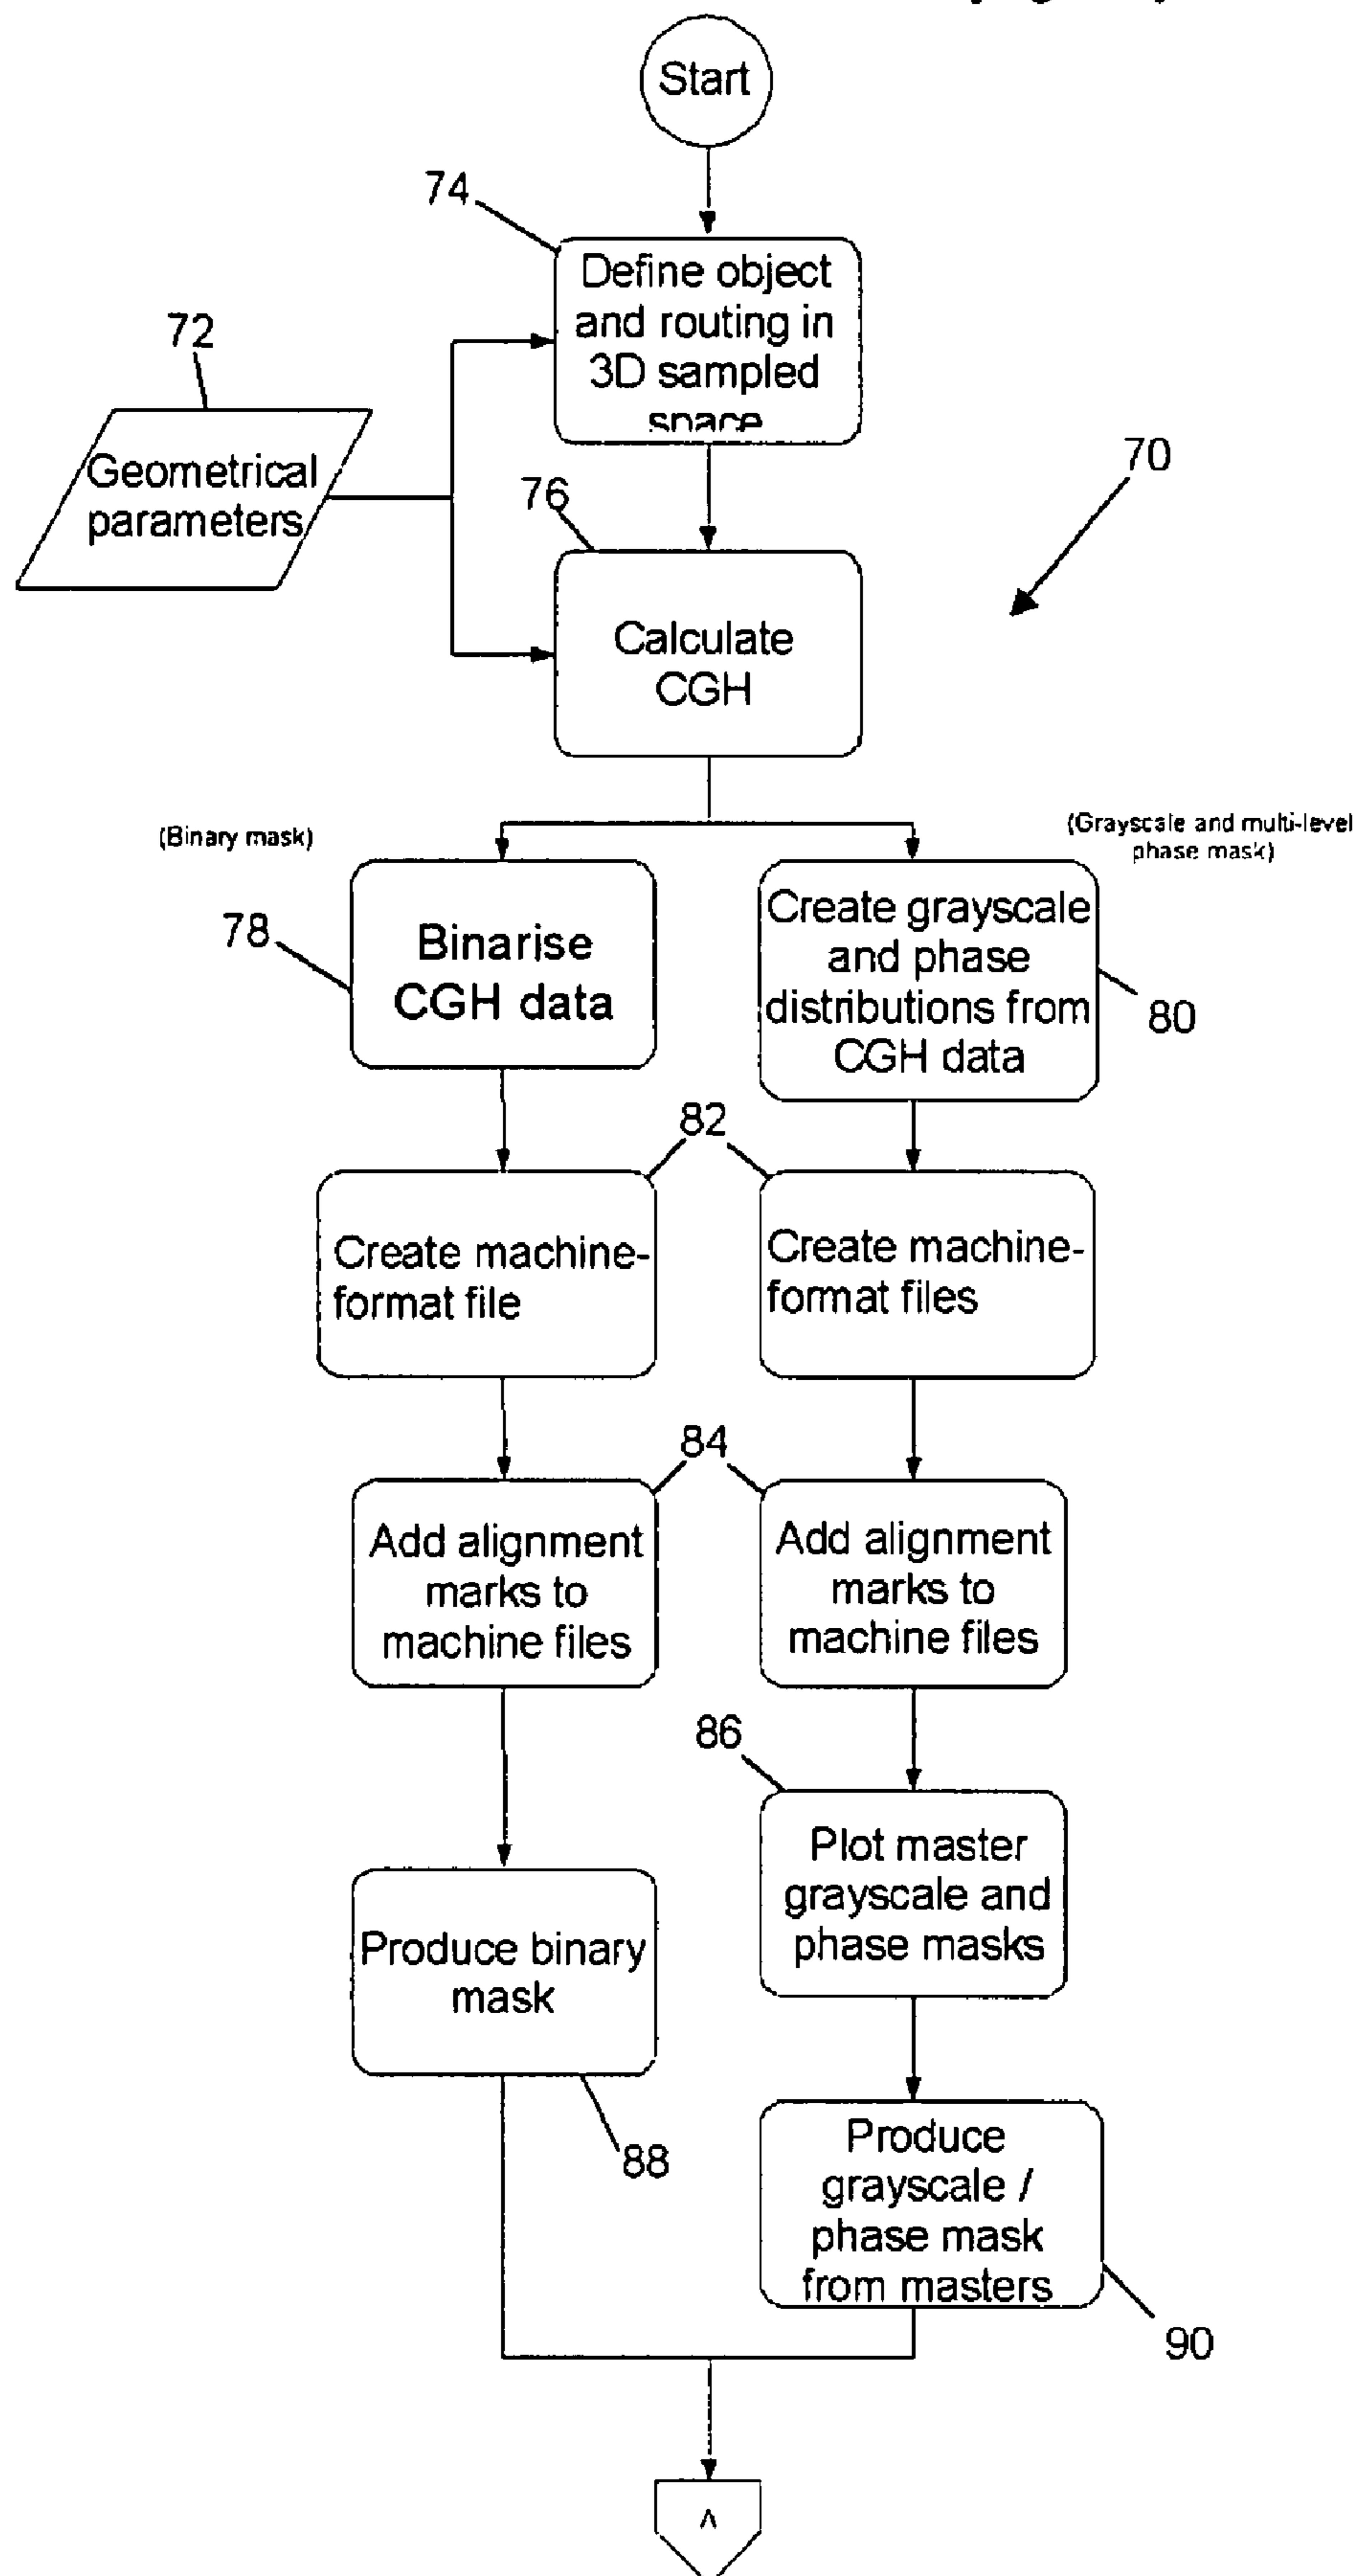 Start
74
Define object
and routing in
3D sampled
space
72
Geometrical
parameters
70
76
Calculate
CGH
(Binary mask)
(Grayscale and multi-level
phase mask)
78
Binarise
CGH data
Create grayscale
and phase
distributions from
CGH data
80
82
Create machine-
format file
Create machine-
format files
84
Add alignment
marks to
machine files
Add alignment
marks to
machine files
86
Plot master
grayscale and
phase masks
Produce binary
mask
88
Produce
grayscale /
phase mask
from masters
90
A